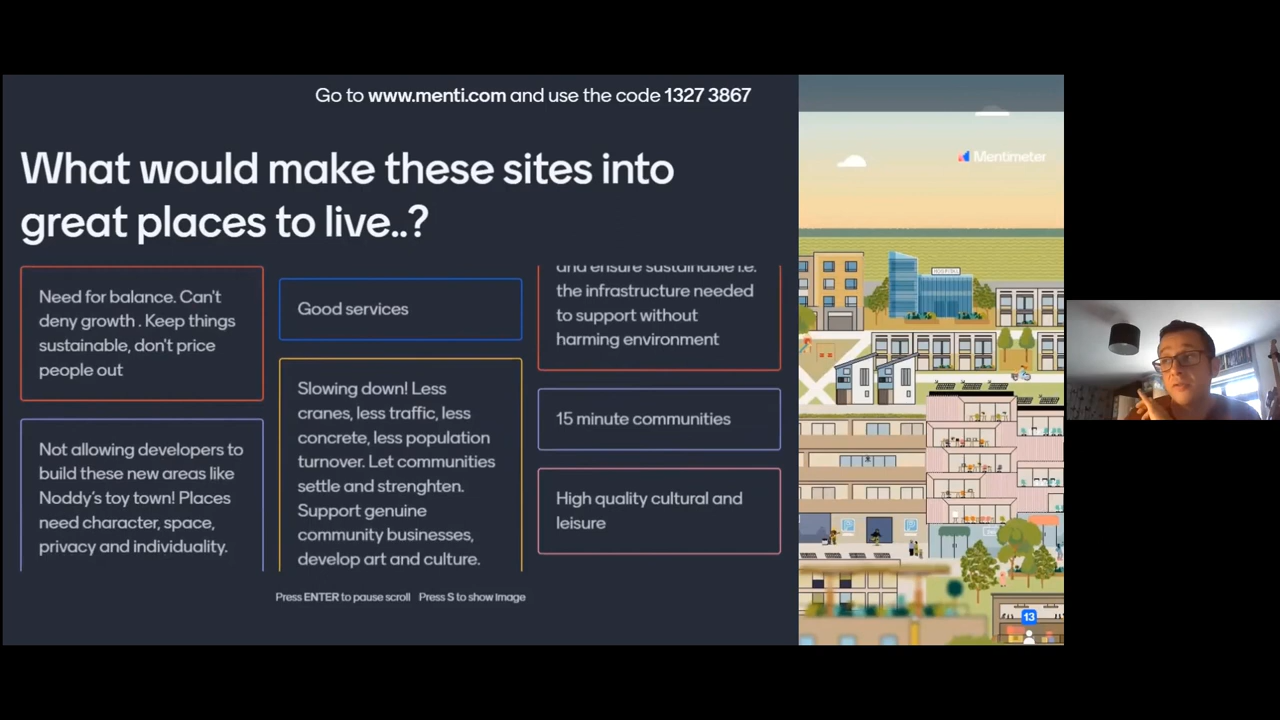 Go to www.menti.com and use the code 1327 3867
Mentimeter
What would make these sites into
great places to live..?
Need for balance. Can't
deny growth . Keep things
sustainable, don't price
people out
Not allowing developers to
build these new areas like
Noddy's toy town! Places
need character, space,
privacy and individuality.
Good services
Slowing down! Less
cranes, less traffic, less
concrete, less population
turnover. Let communities
settle and strenghten.
Support genuine
community businesses,
develop art and culture.
and ensure sustainable i.e.
the infrastructure needed
to support without
harming environment
15 minute communities
High quality cultural and
leisure
Press ENTER to pause scroll Press S to show image
HOSPITAL
13